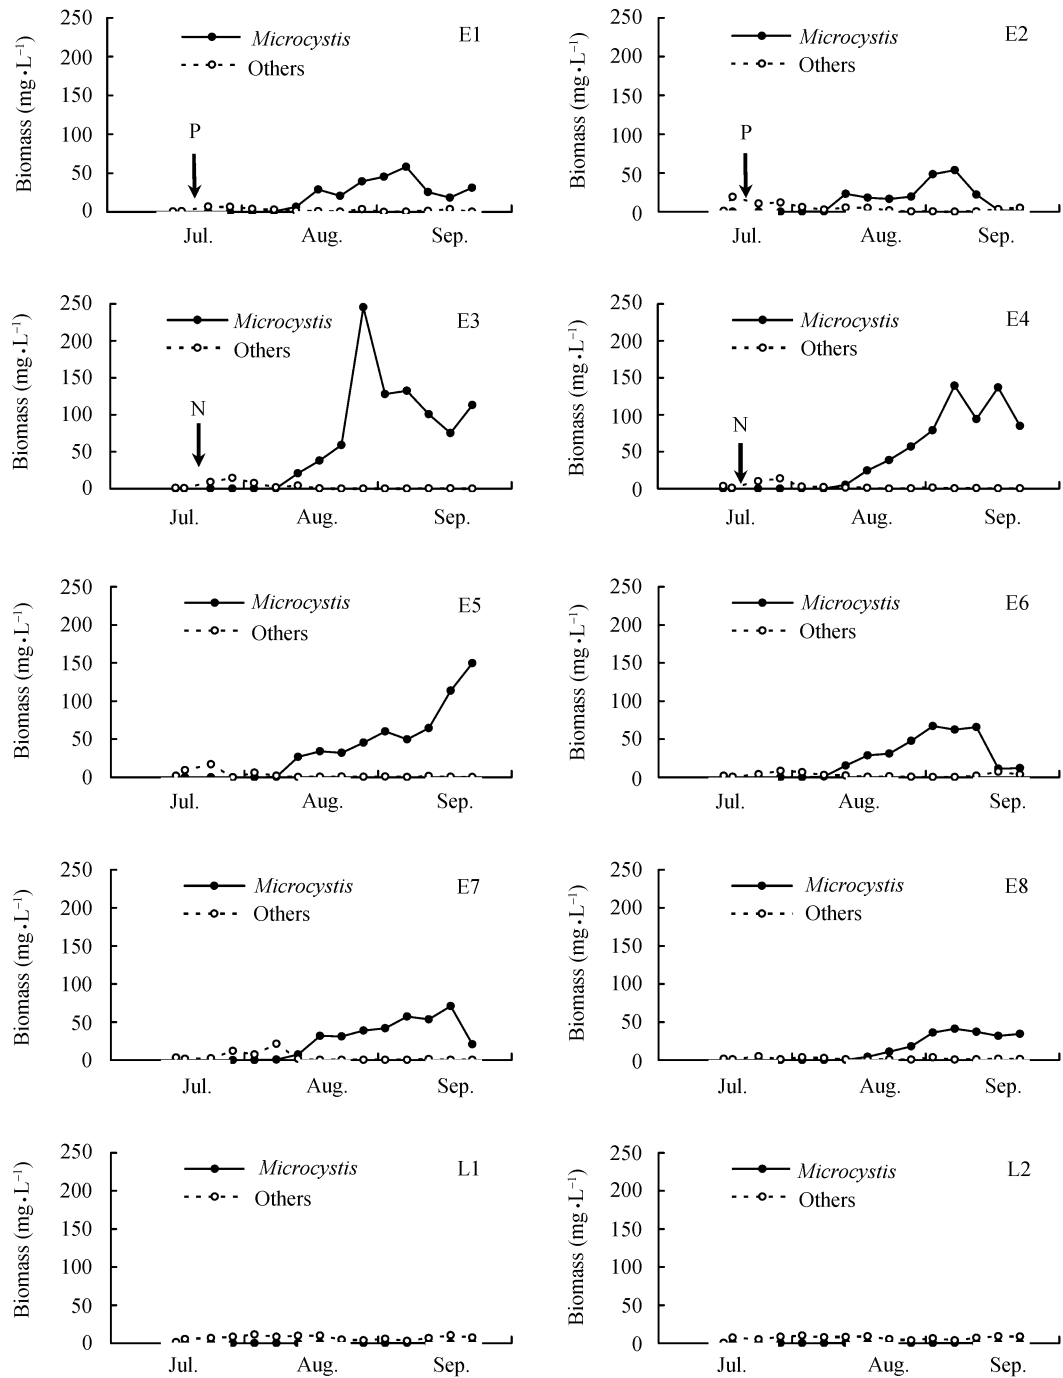 Biomass (mg•L⁻¹)
250
200
150
100
50
0
Microcystis
Others
E1
P
Jul.
Aug.
Sep.
Biomass (mg•L⁻¹)
250
200
150
100
50
0
Microcystis
Others
E2
P
Jul.
Aug.
Sep.
Biomass (mg•L⁻¹)
250
200
150
100
50
0
Microcystis
Others
E3
N
Jul.
Aug.
Sep.
Biomass (mg•L⁻¹)
250
200
150
100
50
0
Microcystis
Others
E4
N
Jul.
Aug.
Sep.
Biomass (mg•L⁻¹)
250
200
150
100
50
0
Microcystis
Others
E5
Jul.
Aug.
Sep.
Biomass (mg•L⁻¹)
250
200
150
100
50
0
Microcystis
Others
E6
Jul.
Aug.
Sep.
Biomass (mg•L⁻¹)
250
200
150
100
50
0
Microcystis
Others
E7
Jul.
Aug.
Sep.
Biomass (mg•L⁻¹)
250
200
150
100
50
0
Microcystis
Others
E8
Jul.
Aug.
Sep.
Biomass (mg•L⁻¹)
250
200
150
100
50
0
Microcystis
Others
L1
Jul.
Aug.
Sep.
Biomass (mg•L⁻¹)
250
200
150
100
50
0
Microcystis
Others
L2
Jul.
Aug.
Sep.